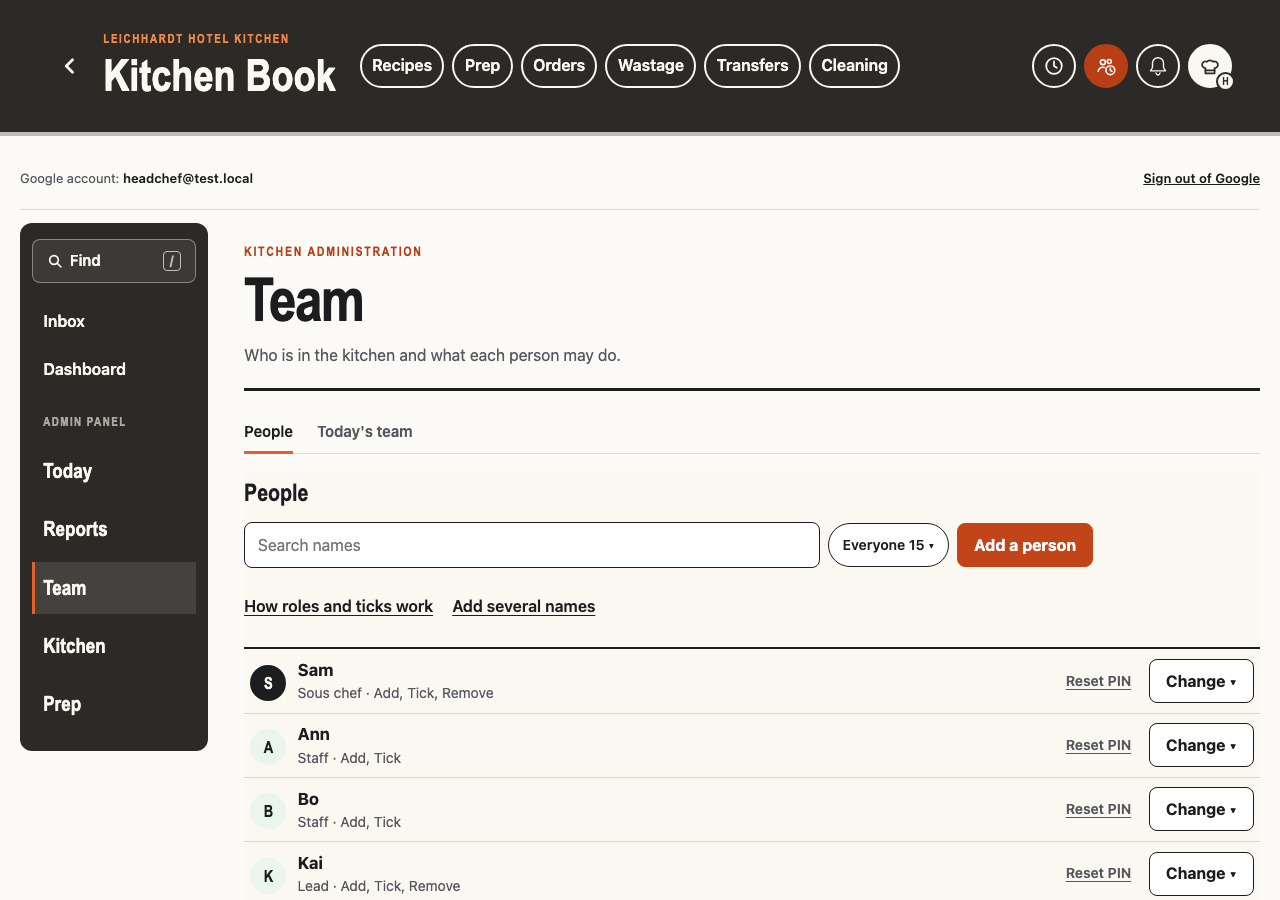 LEICHHARDT HOTEL KITCHEN
Kitchen Book
Recipes
Prep
Orders
Wastage
Transfers
Cleaning
H
Google account: headchef@test.local
Sign out of Google
Find
/
Inbox
Dashboard
ADMIN PANEL
Today
Reports
Team
Kitchen
Prep
KITCHEN ADMINISTRATION
Team
Who is in the kitchen and what each person may do.
People
Today's team
People
Search names
Everyone 15 ▾
Add a person
How roles and ticks work
Add several names
S
Sam
Sous chef · Add, Tick, Remove
Reset PIN
Change ▾
A
Ann
Staff · Add, Tick
Reset PIN
Change ▾
B
Bo
Staff · Add, Tick
Reset PIN
Change ▾
K
Kai
Lead · Add, Tick, Remove
Reset PIN
Change ▾